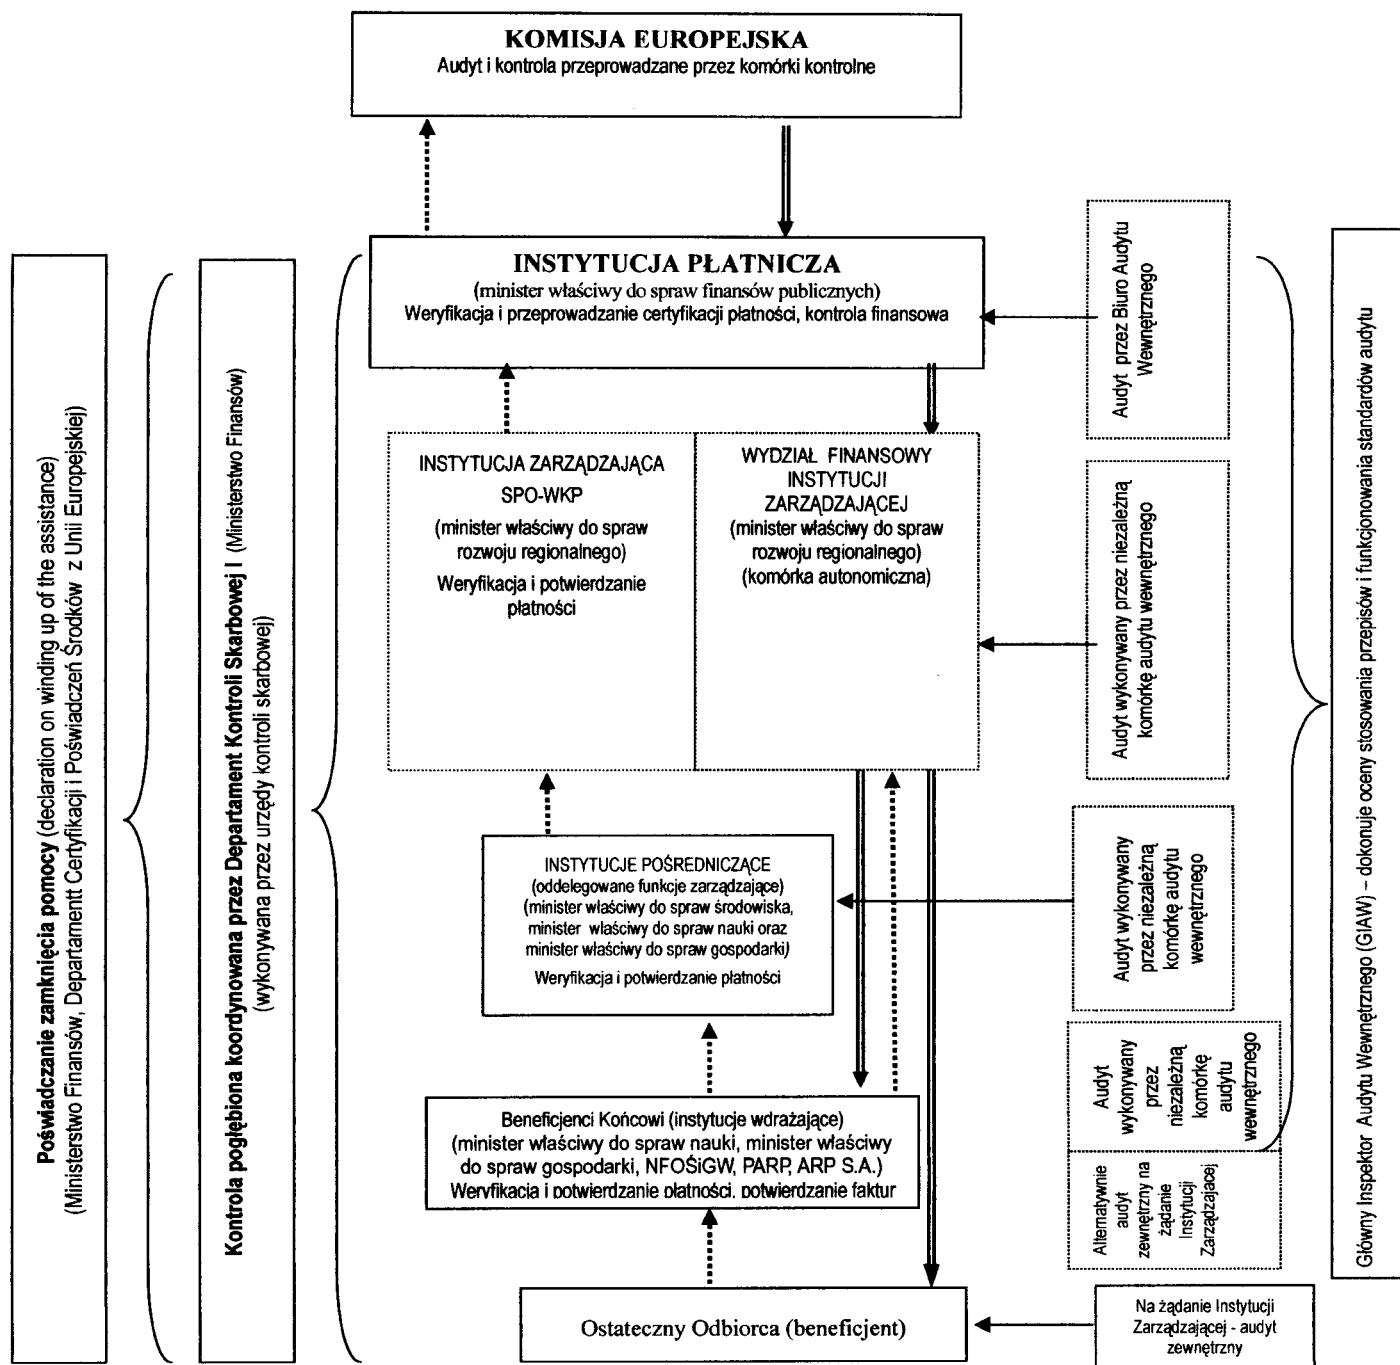 KOMISJA EUROPEJSKA
Audyt i kontrola przeprowadzane przez komórki kontrolne
Poświadczanie zamknięcia pomocy (declaration on winding up of the assistance)
(Ministerstwo Finansów, Departamentt Certyfikacji i Poświadczeń Środków z Unii Europejskiej)
Kontrola pogłębiona koordynowana przez Departament Kontroli Skarbowej I (Ministerstwo Finansów)
(wykonywana przez urzędy kontroli skarbowej)
INSTYTUCJA PŁATNICZA
(minister właściwy do spraw finansów publicznych)
Weryfikacja i przeprowadzanie certyfikacji płatności, kontrola finansowa
Audyt przez Biuro Audytu
Wewnętrznego
INSTYTUCJA ZARZĄDZAJĄCA
SPO-WKP
(minister właściwy do spraw
rozwoju regionalnego)
Weryfikacja i potwierdzanie
płatności
WYDZIAŁ FINANSOWY
INSTYTUCJI
ZARZĄDZAJĄCEJ
(minister właściwy do spraw
rozwoju regionalnego)
(komórka autonomiczna)
Audyt wykonywany przez niezależną
komórkę audytu wewnętrznego
INSTYTUCJE POŚREDNICZĄCE
(oddelegowane funkcje zarządzające)
(minister właściwy do spraw środowiska,
minister właściwy do spraw nauki oraz
minister właściwy do spraw gospodarki)
Weryfikacja i potwierdzanie płatności
Audyt wykonywany
przez niezależną
komórkę audytu
wewnętrznego
Beneficjenci Końcowi (instytucje wdrażające)
(minister właściwy do spraw nauki, minister właściwy
do spraw gospodarki, NFOŚiGW, PARP, ARP S.A.)
Weryfikacja i potwierdzanie płatności, potwierdzanie faktur
Audyt
wykonywany
przez
niezależną
komórkę
audytu
wewnętrznego
Alternatywnie
audyt
zewnętrzny na
żądanie
Instytucji
Zarządzajacej
Ostateczny Odbiorca (beneficjent)
Na żądanie Instytucji
Zarządzającej - audyt
zewnętrzny
Główny Inspektor Audytu Wewnętrznego (GIAW) – dokonuje oceny stosowania przepisów i funkcjonowania standardów audytu